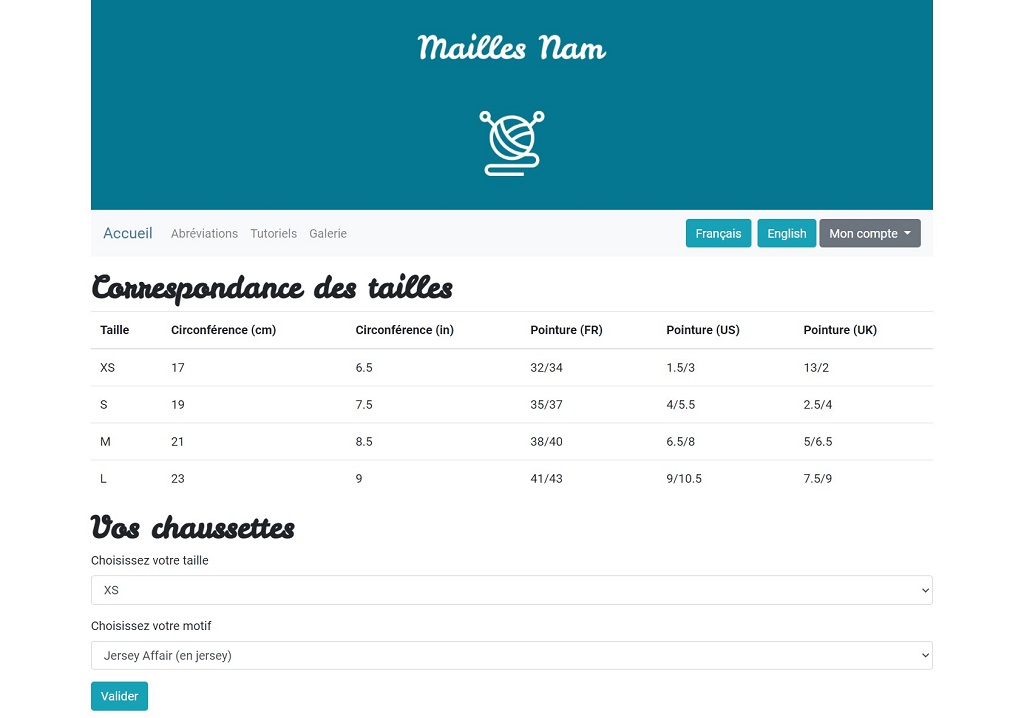 Mailles Nam
Accueil Abréviations Tutoriels Galerie Français English Mon compte
Correspondance des tailles
Taille Circonférence (cm) Circonférence (in) Pointure (FR) Pointure (US) Pointure (UK)
XS 17 6.5 32/34 1.5/3 13/2
S 19 7.5 35/37 4/5.5 2.5/4
M 21 8.5 38/40 6.5/8 5/6.5
L 23 9 41/43 9/10.5 7.5/9
Vos chaussettes
Choisissez votre taille
XS
Choisissez votre motif
Jersey Affair (en jersey)
Valider